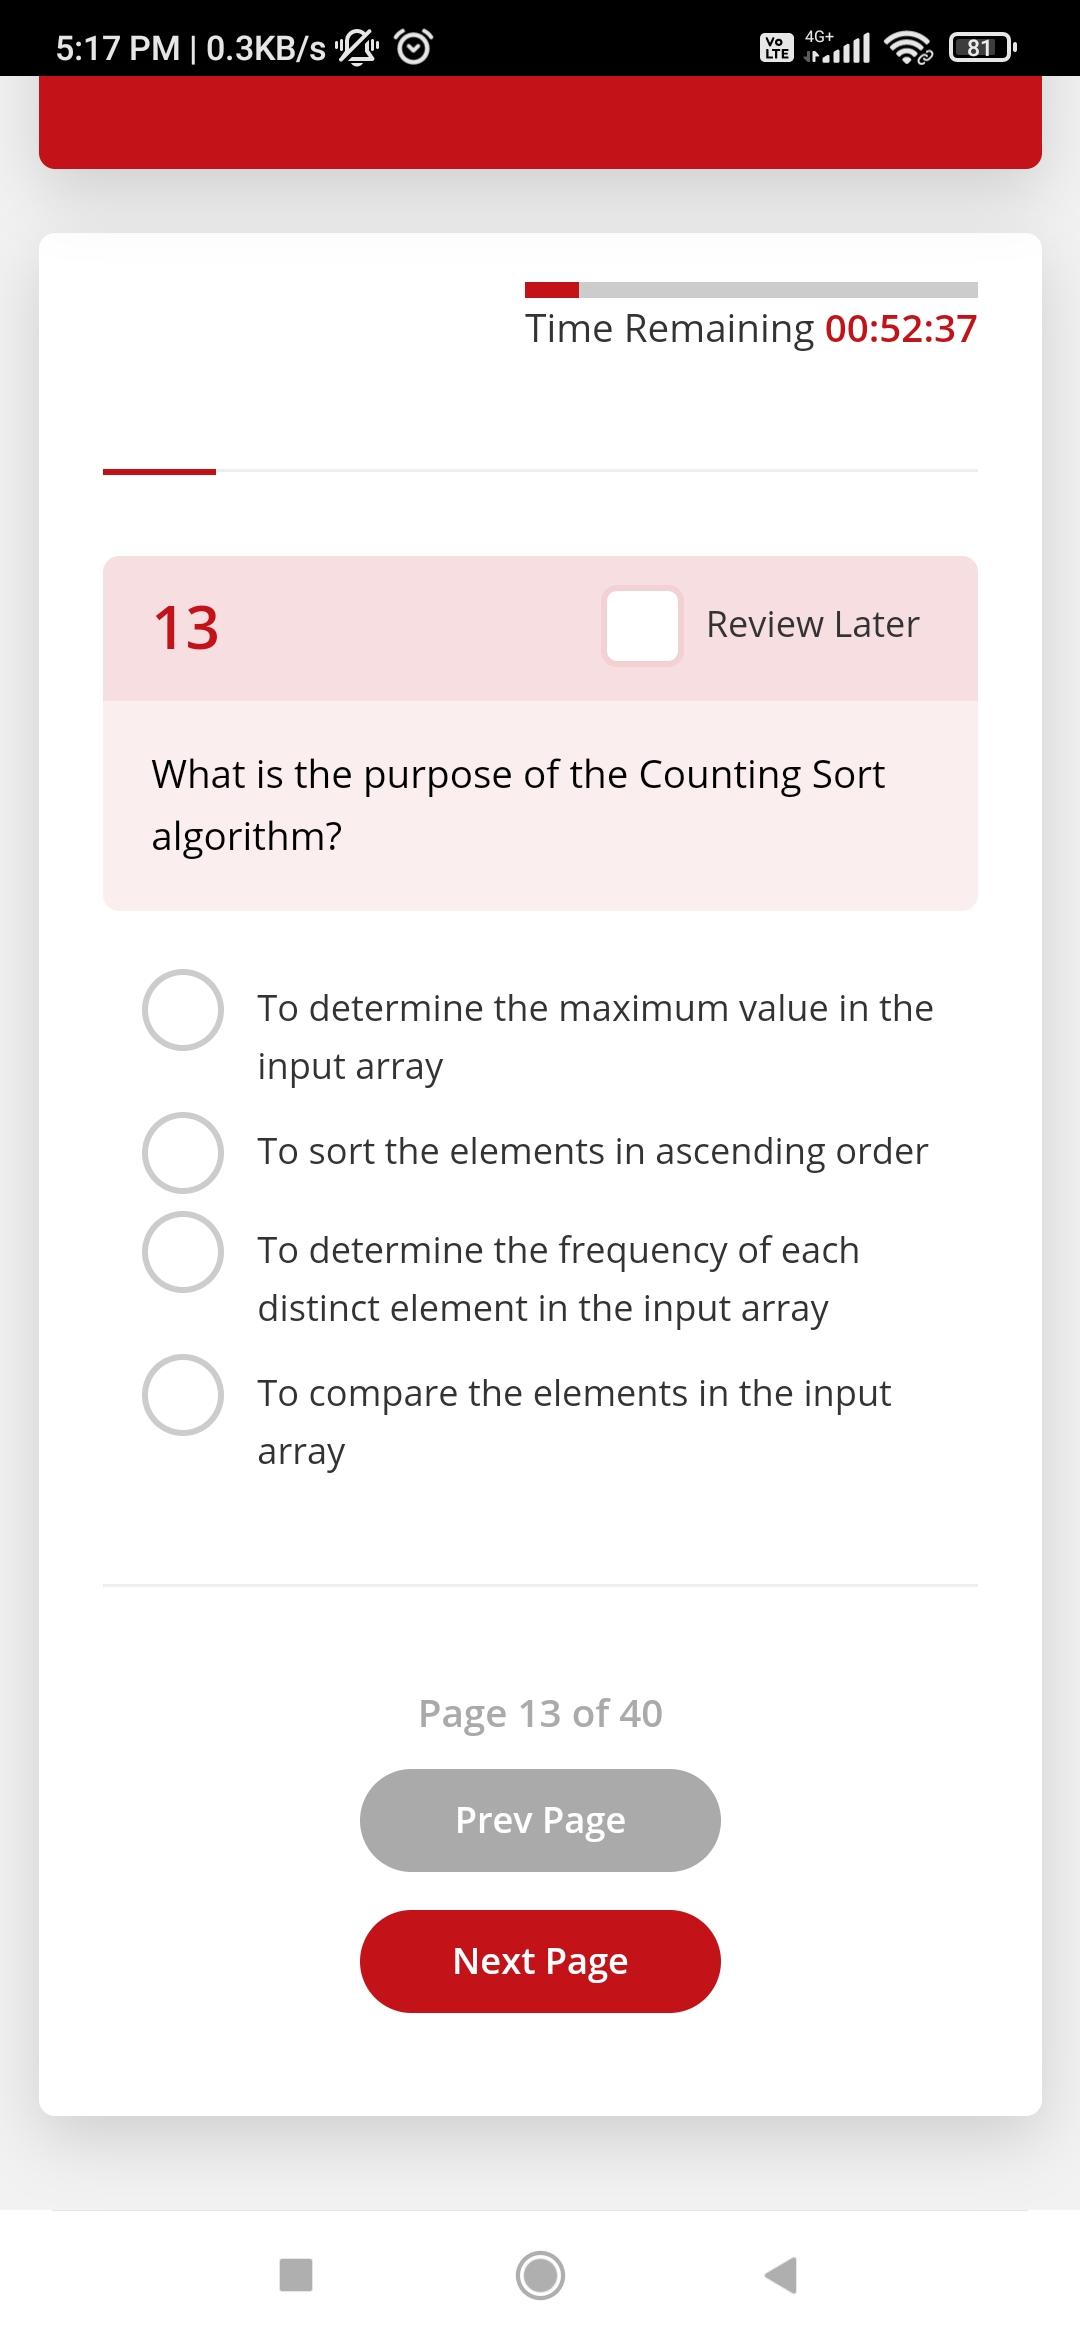 5:17 PM | 0.3KB/s
Vo LTE 4G+ 81
Time Remaining 00:52:37
13
Review Later
What is the purpose of the Counting Sort
algorithm?
To determine the maximum value in the
input array
To sort the elements in ascending order
To determine the frequency of each
distinct element in the input array
To compare the elements in the input
array
Page 13 of 40
Prev Page
Next Page